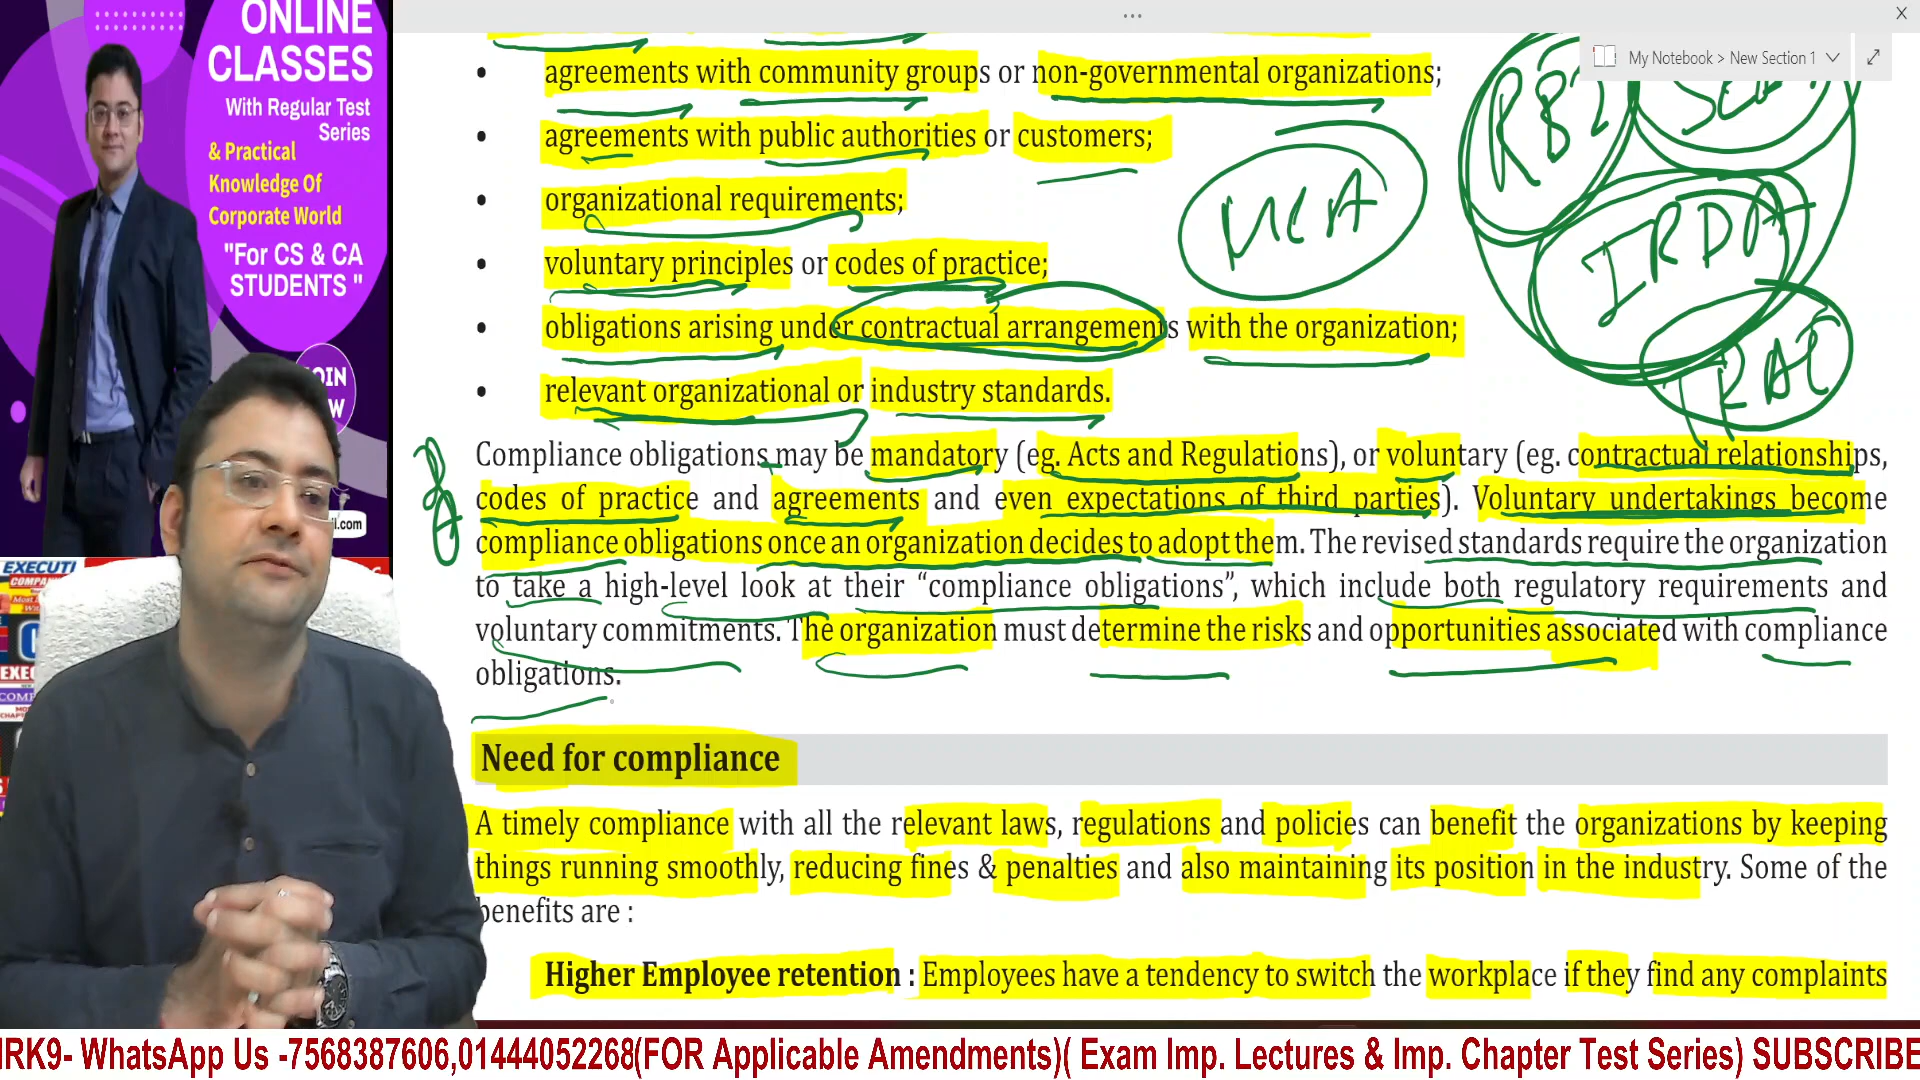 ONLINE
CLASSES
With Regular Test
Series
& Practical
Knowledge Of
Corporate World
"For CS & CA
STUDENTS "
OIN
W
il.com
EXECUTI
...
X
My Notebook > New Section 1
• agreements with community groups or non-governmental organizations;
• agreements with public authorities or customers;
• organizational requirements;
• voluntary principles or codes of practice;
• obligations arising under contractual arrangements with the organization;
• relevant organizational or industry standards.
MCA
RBI
IRDA
Compliance obligations may be mandatory (eg. Acts and Regulations), or voluntary (eg. contractual relationships,
codes of practice and agreements and even expectations of third parties). Voluntary undertakings become
compliance obligations once an organization decides to adopt them. The revised standards require the organization
to take a high-level look at their “compliance obligations”, which include both regulatory requirements and
voluntary commitments. The organization must determine the risks and opportunities associated with compliance
obligations.
Need for compliance
A timely compliance with all the relevant laws, regulations and policies can benefit the organizations by keeping
things running smoothly, reducing fines & penalties and also maintaining its position in the industry. Some of the
benefits are :
Higher Employee retention : Employees have a tendency to switch the workplace if they find any complaints
IRK9- WhatsApp Us -7568387606,01444052268(FOR Applicable Amendments)( Exam Imp. Lectures & Imp. Chapter Test Series) SUBSCRIBE